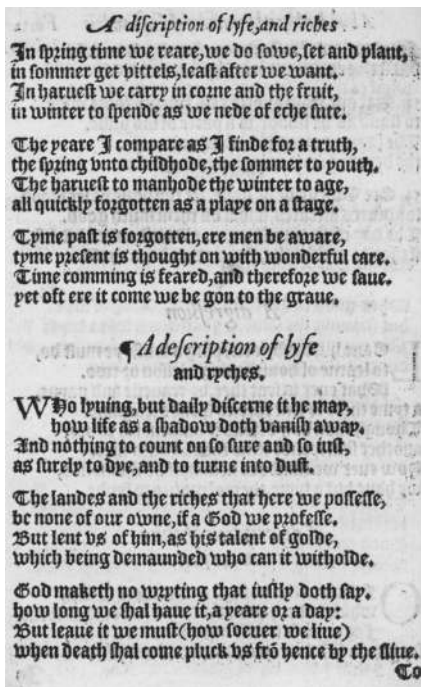 A discription of lyfe,and riches
In spring time we reare,we do sowe,set and plant,
in sommer get vittels,least after we want.
In haruest we carry in corne and the fruit,
in winter to spende as we nede of eche sute.
The yeare I compare as I finde for a truth,
the spring vnto childhode,the sommer to youth.
The haruest to manhode the winter to age,
all quickly forgotten as a playe on a stage.
Tyme past is forgotten,ere men be aware,
tyme present is thought on with wonderful care.
Time comming is feared,and therefore we saue.
yet oft ere it come we be gon to the graue.
¶ A description of lyfe
and ryches.
WHo lyuing,but daily discerne it he may,
how life as a shadow doth vanish away.
And nothing to count on so sure and so iust,
as surely to dye,and to turne into dust.
The landes and the riches that here we possesse,
be none of our owne,if a God we professe.
But lent vs of him,as his talent of golde,
which being demaunded who can it witholde.
God maketh no wryting that iustly doth say.
how long we shal haue it,a yeare or a day:
But leaue it we must(how soeuer we liue)
when death shal come pluck vs frō hence by the sliue.
To